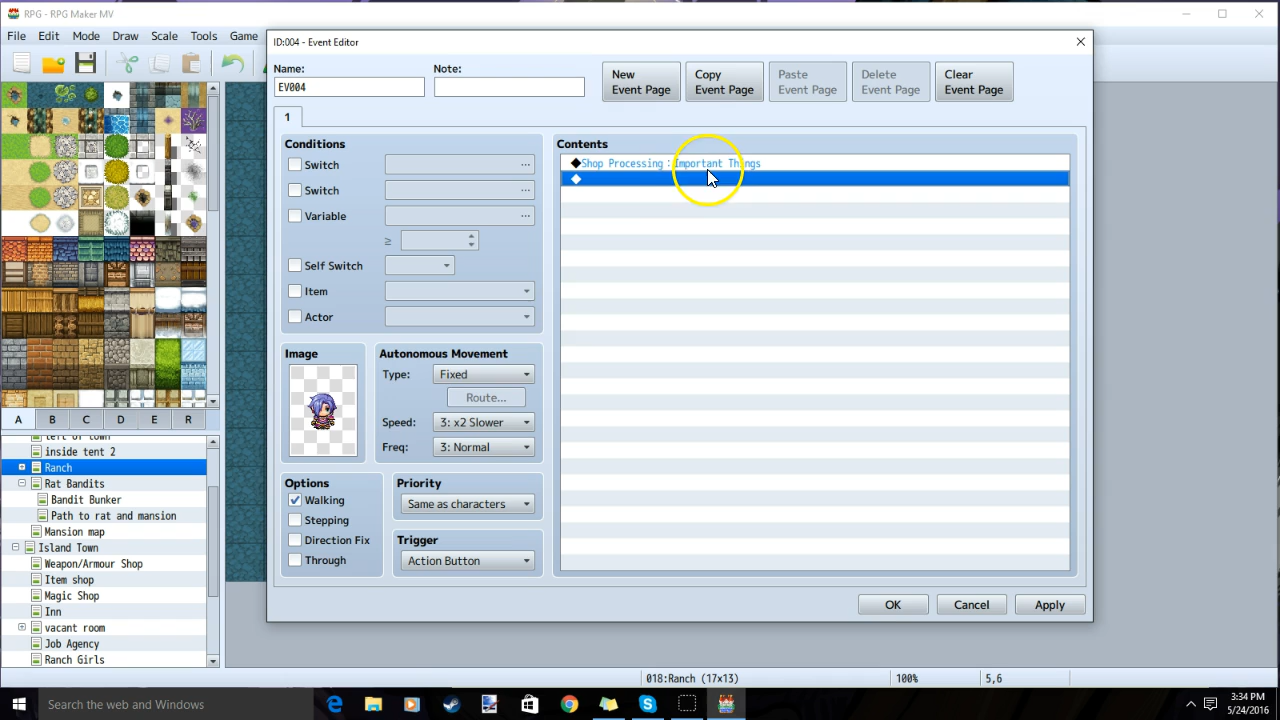 RPG - RPG Maker MV
File Edit Mode Draw Scale Tools Game
ID:004 - Event Editor
Name:
EV004
Note:
New
Event Page
Copy
Event Page
Paste
Event Page
Delete
Event Page
Clear
Event Page
1
Conditions
Switch
...
Switch
...
Variable
...
≥
Self Switch
Item
Actor
Image
Autonomous Movement
Type: Fixed
Route...
Speed: 3: x2 Slower
Freq: 3: Normal
Options
Walking
Stepping
Direction Fix
Through
Priority
Same as characters
Trigger
Action Button
Contents
◆Shop Processing：Important Things
◆
OK Cancel Apply
A B C D E R
left of town
inside tent 2
Ranch
Rat Bandits
Bandit Bunker
Path to rat and mansion
Mansion map
Island Town
Weapon/Armour Shop
Item shop
Magic Shop
Inn
vacant room
Job Agency
Ranch Girls
018:Ranch (17×13) 100% 5,6
Search the web and Windows
3:34 PM
5/24/2016